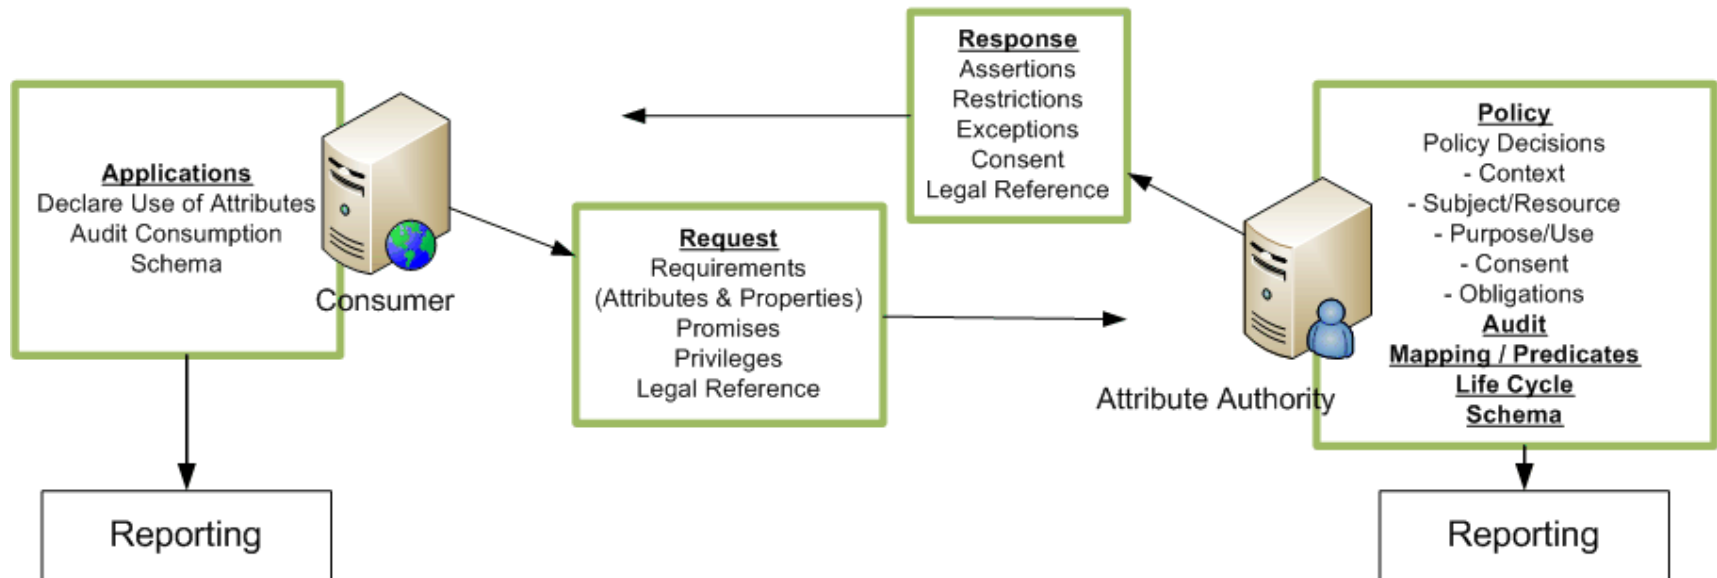 Applications
Declare Use of Attributes
Audit Consumption
Schema
Consumer
Reporting
Request
Requirements
(Attributes & Properties)
Promises
Privileges
Legal Reference
Response
Assertions
Restrictions
Exceptions
Consent
Legal Reference
Attribute Authority
Policy
Policy Decisions
- Context
- Subject/Resource
- Purpose/Use
- Consent
- Obligations
Audit
Mapping / Predicates
Life Cycle
Schema
Reporting